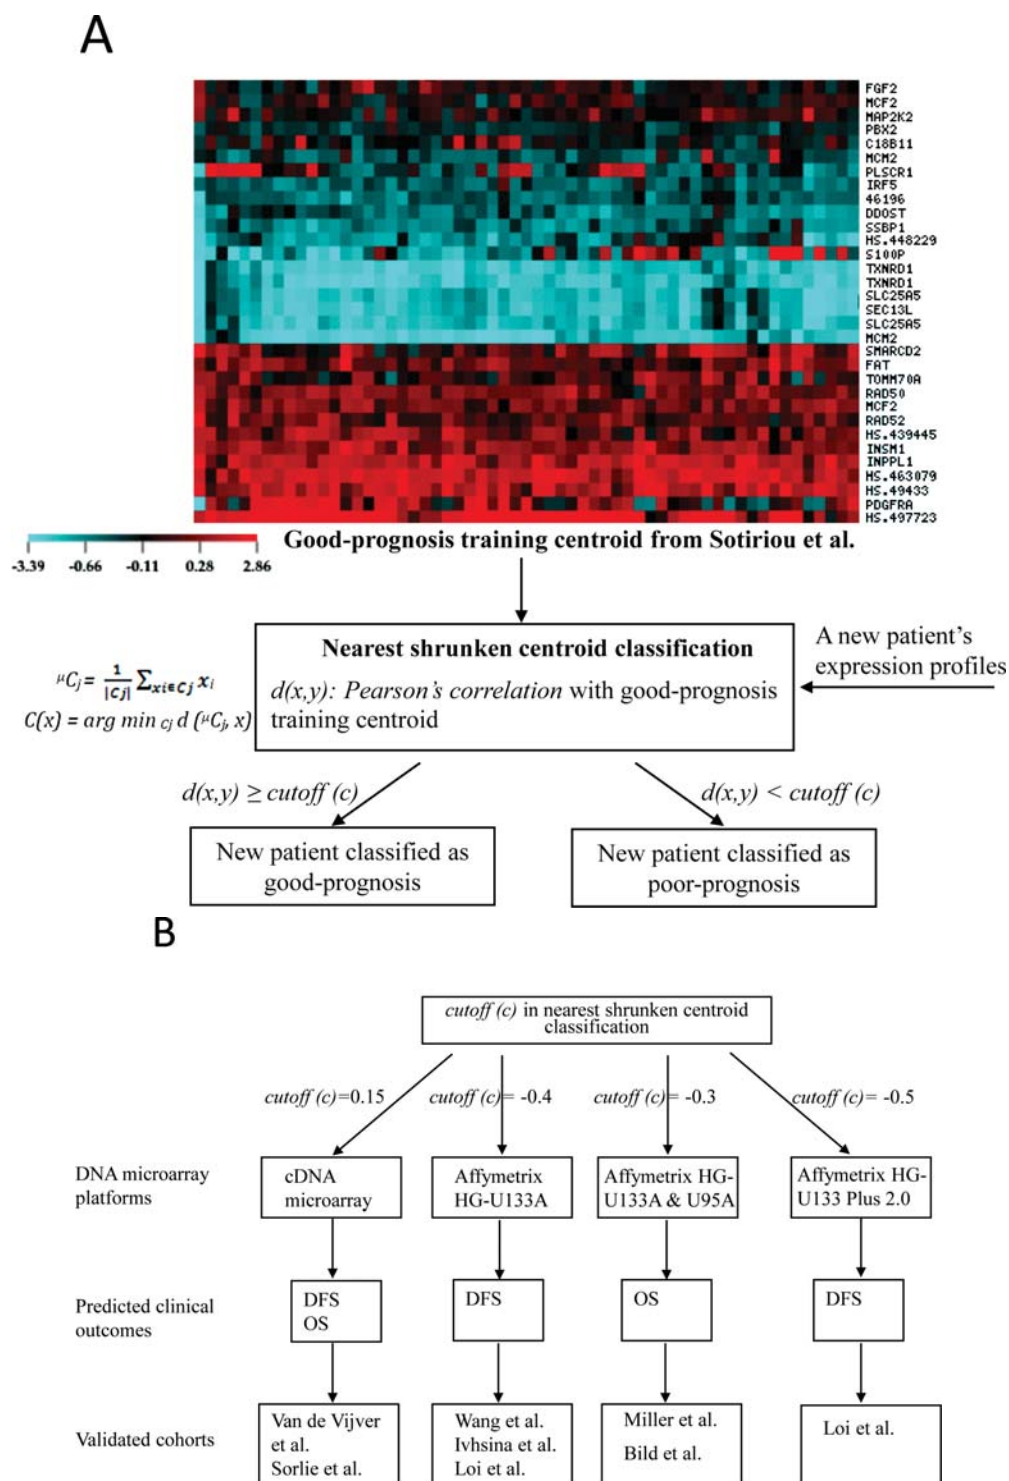 A
FGF2
MCF2
MAP2K2
PBX2
C18B11
MCM2
PLSCR1
IRF5
46196
DDOST
SSBP1
HS.448229
S100P
TXNRD1
TXNRD1
SLC25A5
SEC13L
SLC25A5
MCM2
SMARCD2
FAT
TOMM70A
RAD50
MCF2
RAD52
HS.439445
INSM1
INPPL1
HS.463079
HS.49433
PDGFRA
HS.497723
-3.39 -0.66 -0.11 0.28 2.86
Good-prognosis training centroid from Sotiriou et al.
Nearest shrunken centroid classification
d(x,y): Pearson's correlation with good-prognosis
training centroid
A new patient's
expression profiles
μCj = 1/|Cj| ∑xi∈Cj xi
C(x) = arg min Cj d (μCj, x)
d(x,y) ≥ cutoff (c)
d(x,y) < cutoff (c)
New patient classified as
good-prognosis
New patient classified as
poor-prognosis
B
cutoff (c) in nearest shrunken centroid
classification
cutoff (c)=0.15
cutoff (c)= -0.4
cutoff (c)= -0.3
cutoff (c)= -0.5
DNA microarray
platforms
cDNA
microarray
Affymetrix
HG-U133A
Affymetrix HG-
U133A & U95A
Affymetrix HG-
U133 Plus 2.0
Predicted clinical
outcomes
DFS
OS
DFS
OS
DFS
Validated cohorts
Van de Vijver
et al.
Sorlie et al.
Wang et al.
Ivhsina et al.
Loi et al.
Miller et al.
Bild et al.
Loi et al.